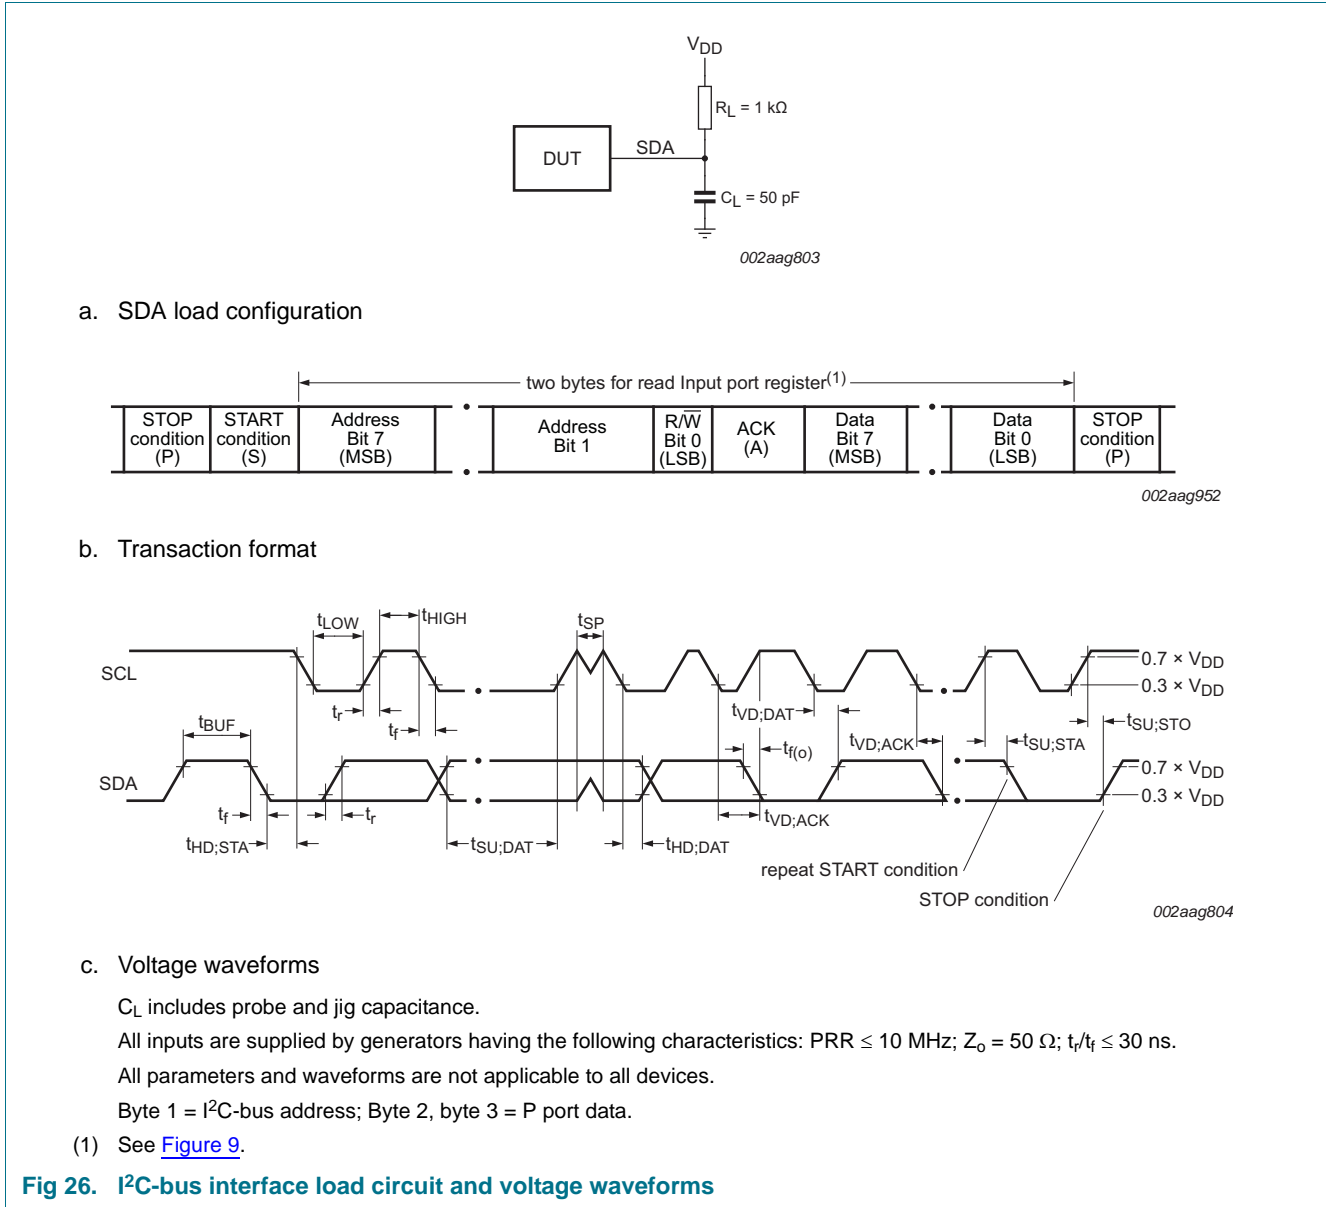 VDD
RL = 1 kΩ
SDA
DUT
CL = 50 pF
002aag803
a. SDA load configuration
two bytes for read Input port register(1)
STOP condition (P)
START condition (S)
Address Bit 7 (MSB)
Address Bit 1
R/W̅ Bit 0 (LSB)
ACK (A)
Data Bit 7 (MSB)
Data Bit 0 (LSB)
STOP condition (P)
002aag952
b. Transaction format
tLOW
tHIGH
tSP
SCL
0.7 × VDD
0.3 × VDD
tr
tf
tBUF
tVD;DAT
tf(o)
tVD;ACK
tSU;STA
tSU;STO
SDA
0.7 × VDD
0.3 × VDD
tf
tr
tHD;STA
tSU;DAT
tHD;DAT
tVD;ACK
repeat START condition
STOP condition
002aag804
c. Voltage waveforms
CL includes probe and jig capacitance.
All inputs are supplied by generators having the following characteristics: PRR ≤ 10 MHz; Zo = 50 Ω; tr/tf ≤ 30 ns.
All parameters and waveforms are not applicable to all devices.
Byte 1 = I²C-bus address; Byte 2, byte 3 = P port data.
(1) See Figure 9.
Fig 26. I²C-bus interface load circuit and voltage waveforms